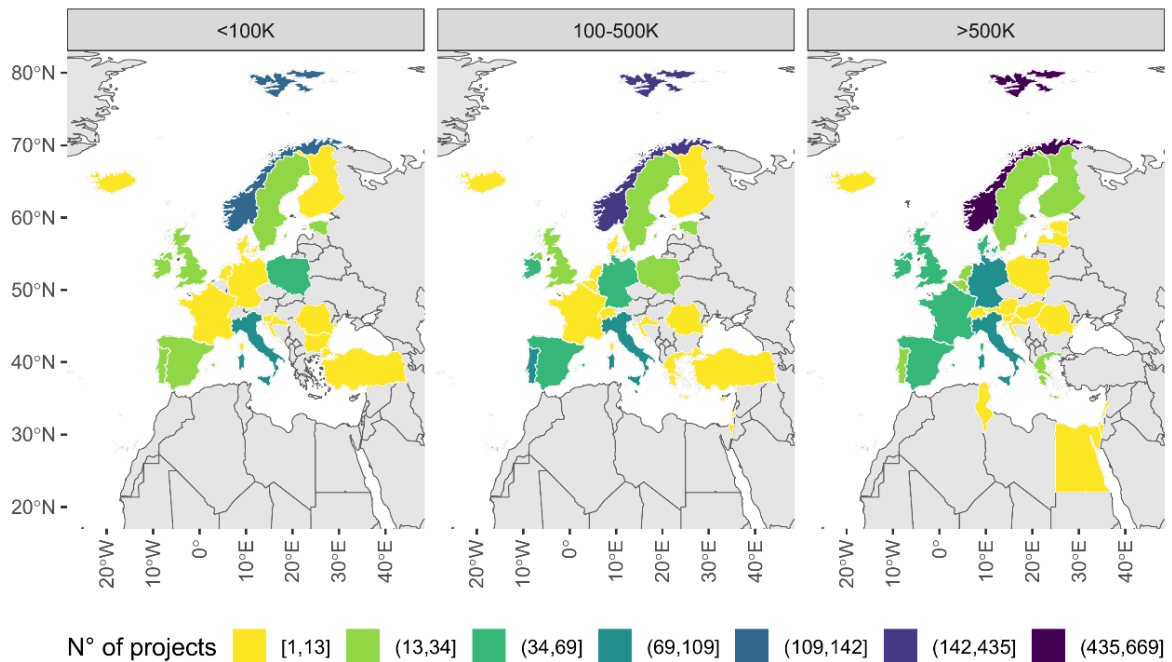 <100K 100-500K >500K
80°N
70°N
60°N
50°N
40°N
30°N
20°N
20°W 10°W 0° 10°E 20°E 30°E 40°E 20°W 10°W 0° 10°E 20°E 30°E 40°E 20°W 10°W 0° 10°E 20°E 30°E 40°E
N° of projects [1,13] (13,34] (34,69] (69,109] (109,142] (142,435] (435,669]